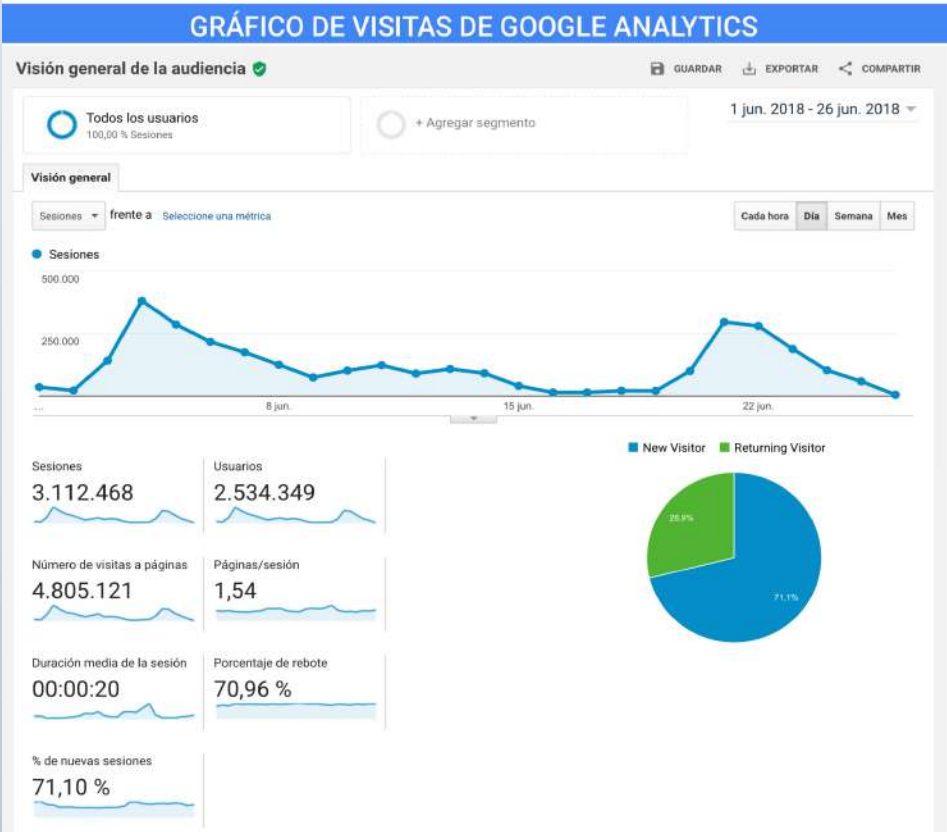 GRÁFICO DE VISITAS DE GOOGLE ANALYTICS
Visión general de la audiencia
GUARDAR
EXPORTAR
COMPARTIR
Todos los usuarios
100,00 % Sesiones
+ Agregar segmento
1 jun. 2018 - 26 jun. 2018
Visión general
Sesiones frente a Seleccione una métrica
Cada hora Día Semana Mes
Sesiones
500.000
250.000
... 8 jun. 15 jun. 22 jun.
New Visitor Returning Visitor
28,9%
71,1%
Sesiones
3.112.468
Usuarios
2.534.349
Número de visitas a páginas
4.805.121
Páginas/sesión
1,54
Duración media de la sesión
00:00:20
Porcentaje de rebote
70,96 %
% de nuevas sesiones
71,10 %